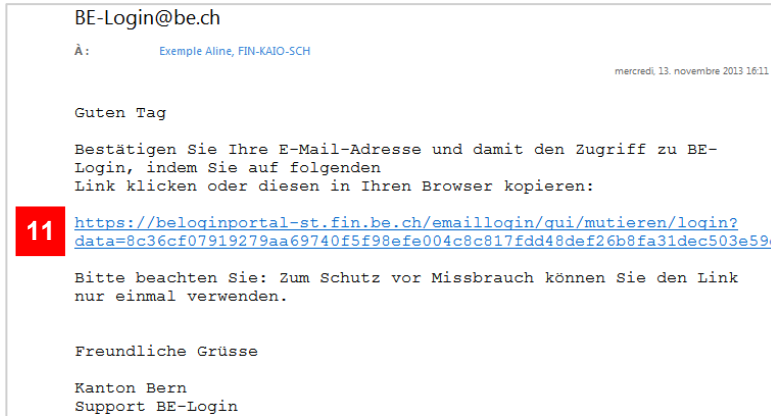 BE-Login@be.ch
À : Exemple Aline, FIN-KAIO-SCH
mercredi, 13. novembre 2013 16:11
Guten Tag
Bestätigen Sie Ihre E-Mail-Adresse und damit den Zugriff zu BE-
Login, indem Sie auf folgenden
Link klicken oder diesen in Ihren Browser kopieren:
11 https://beloginportal-st.fin.be.ch/emaillogin/gui/mutieren/login?
data=8c36cf07919279aa69740f5f98efe004c8c817fdd48def26b8fa31dec503e59
Bitte beachten Sie: Zum Schutz vor Missbrauch können Sie den Link
nur einmal verwenden.
Freundliche Grüsse
Kanton Bern
Support BE-Login